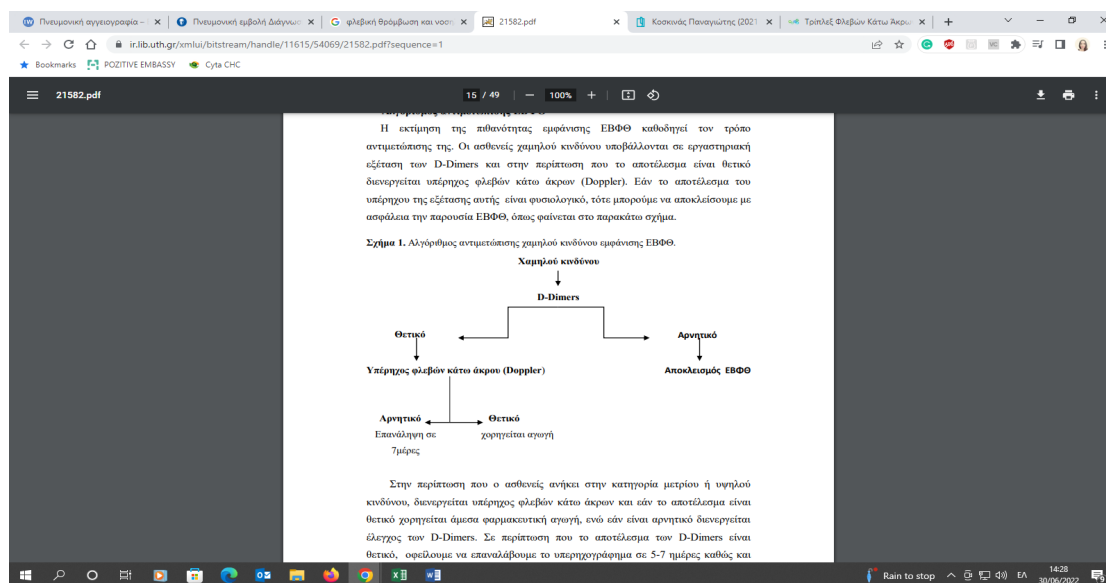 Πνευμονική αγγειογραφία –
Πνευμονική εμβολή Διάγνωσ
φλεβική θρόμβωση και νοση
21582.pdf
Κοσκινάς Παναγιώτης (2021
Τρίπλεξ Φλεβών Κάτω Άκρω
ir.lib.uth.gr/xmlui/bitstream/handle/11615/54069/21582.pdf?sequence=1
Bookmarks
POZITIVE EMBASSY
Cyta CHC
21582.pdf
15 / 49
100%
Η εκτίμηση της πιθανότητας εμφάνισης ΕΒΦΘ καθοδηγεί τον τρόπο
αντιμετώπισης της. Οι ασθενείς χαμηλού κινδύνου υποβάλλονται σε εργαστηριακή
εξέταση των D-Dimers και στην περίπτωση που το αποτέλεσμα είναι θετικό
διενεργείται υπέρηχος φλεβών κάτω άκρων (Doppler). Εάν το αποτέλεσμα του
υπέρηχου της εξέτασης αυτής είναι φυσιολογικό, τότε μπορούμε να αποκλείσουμε με
ασφάλεια την παρουσία ΕΒΦΘ, όπως φαίνεται στο παρακάτω σχήμα.
Σχήμα 1. Αλγόριθμος αντιμετώπισης χαμηλού κινδύνου εμφάνισης ΕΒΦΘ.
Χαμηλού κινδύνου
D-Dimers
Θετικό
Αρνητικό
Υπέρηχος φλεβών κάτω άκρου (Doppler)
Αποκλεισμός ΕΒΦΘ
Αρνητικό
Θετικό
Επανάληψη σε
χορηγείται αγωγή
7μέρες
Στην περίπτωση που ο ασθενείς ανήκει στην κατηγορία μετρίου ή υψηλού
κινδύνου, διενεργείται υπέρηχος φλεβών κάτω άκρων και εάν το αποτέλεσμα είναι
θετικό χορηγείται άμεσα φαρμακευτική αγωγή, ενώ εάν είναι αρνητικό διενεργείται
έλεγχος των D-Dimers. Σε περίπτωση που το αποτέλεσμα των D-Dimers είναι
θετικό, οφείλουμε να επαναλάβουμε το υπερηχογράφημα σε 5-7 ημέρες καθώς και
Rain to stop
ΕΛ
14:28
30/06/2022